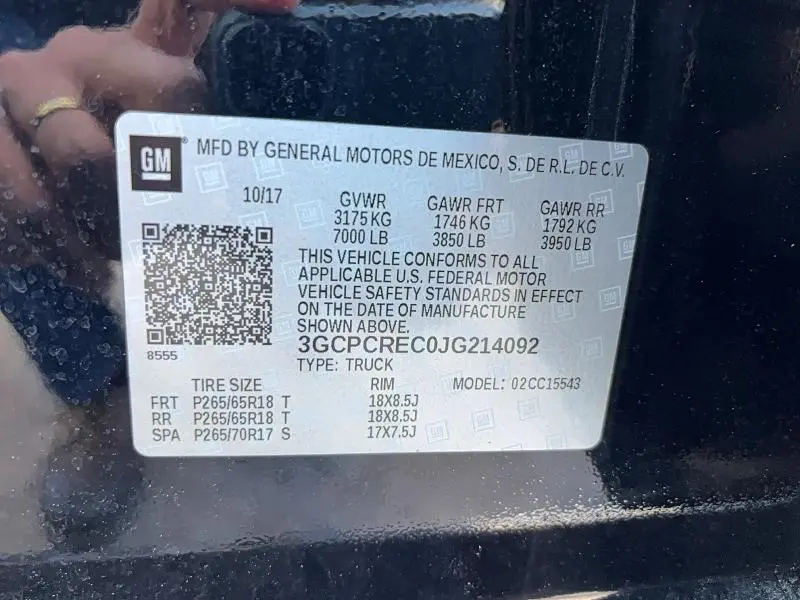 GM ® MFD BY GENERAL MOTORS DE MEXICO, S. DE R.L. DE C.V.
10/17 GVWR GAWR FRT GAWR RR
3175 KG 1746 KG 1792 KG
7000 LB 3850 LB 3950 LB
THIS VEHICLE CONFORMS TO ALL
APPLICABLE U.S. FEDERAL MOTOR
VEHICLE SAFETY STANDARDS IN EFFECT
ON THE DATE OF MANUFACTURE
SHOWN ABOVE.
8555 3GCPCREC0JG214092
TYPE: TRUCK
TIRE SIZE RIM MODEL: 02CC15543
FRT P265/65R18 T 18X8.5J
RR P265/65R18 T 18X8.5J
SPA P265/70R17 S 17X7.5J